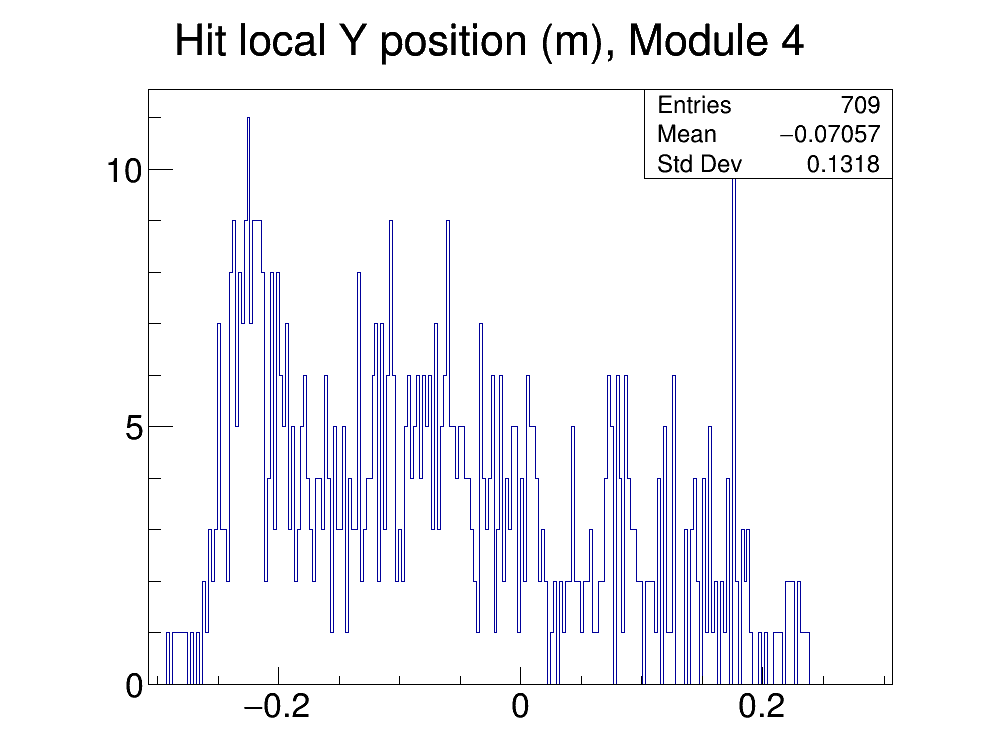 Hit local Y position (m), Module 4
Entries 709
Mean −0.07057
Std Dev 0.1318
10
5
0
−0.2 0 0.2